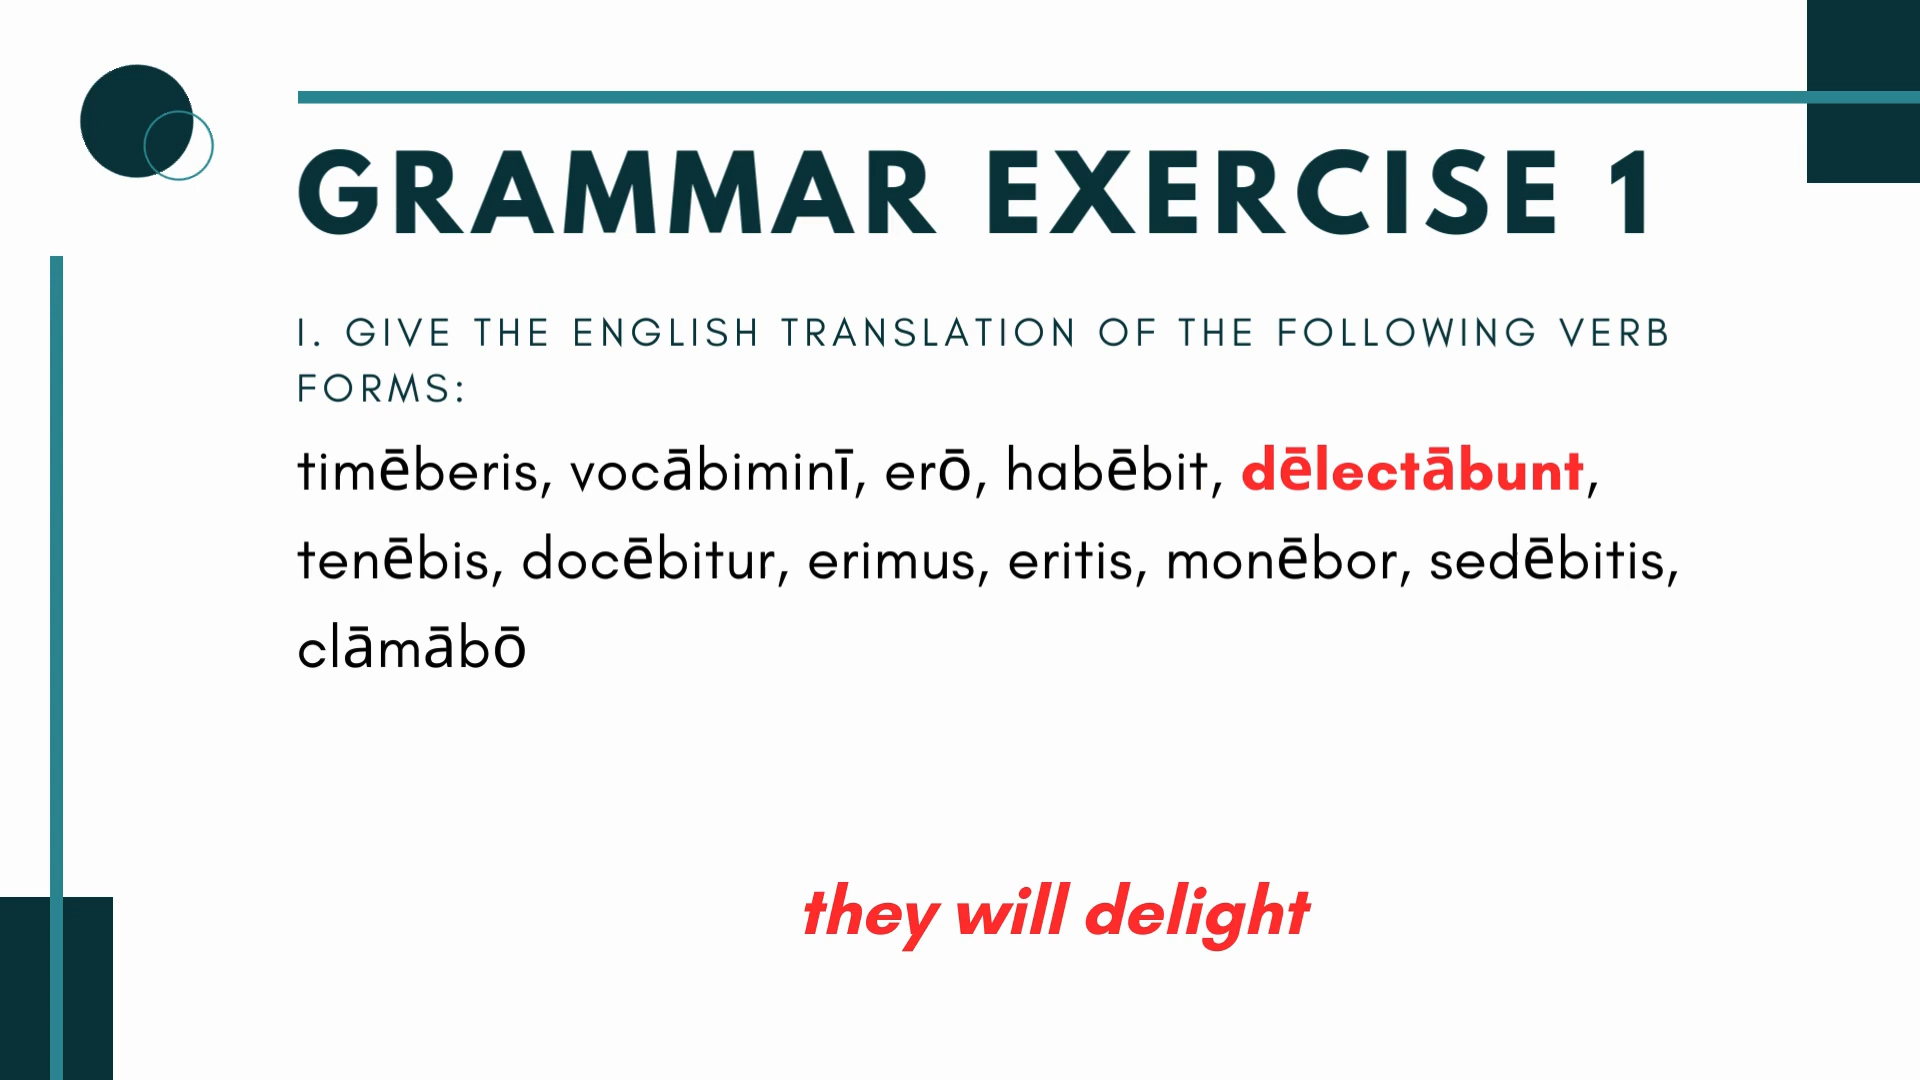 GRAMMAR EXERCISE 1
I. GIVE THE ENGLISH TRANSLATION OF THE FOLLOWING VERB
FORMS:
timēberis, vocābiminī, erō, habēbit, dēlectābunt,
tenēbis, docēbitur, erimus, eritis, monēbor, sedēbitis,
clāmābō
they will delight